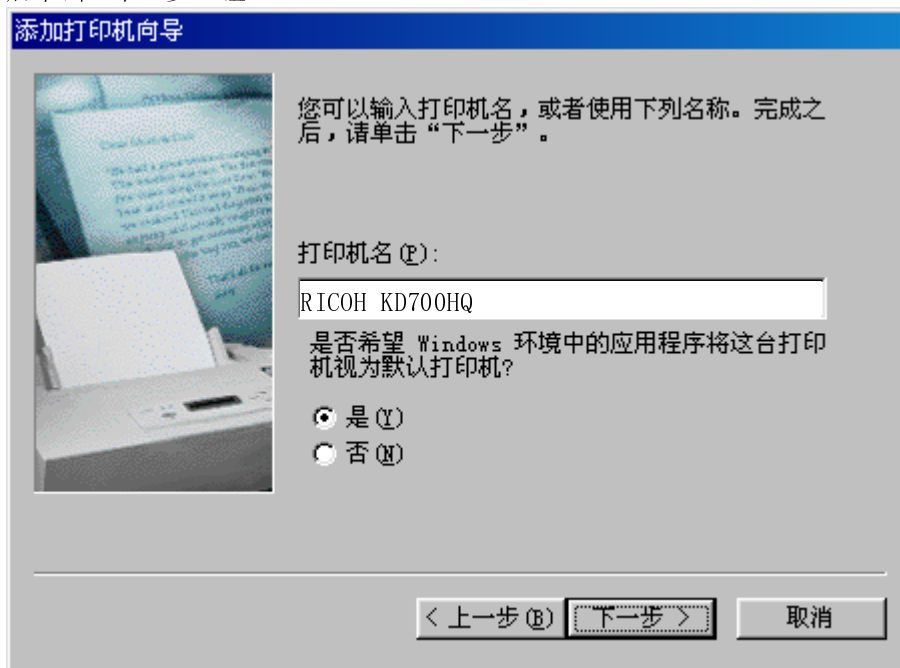 添加打印机向导
您可以输入打印机名，或者使用下列名称。完成之
后，请单击“下一步”。
打印机名(P):
RICOH KD700HQ
是否希望 Windows 环境中的应用程序将这台打印
机视为默认打印机?
是(Y)
否(N)
< 上一步(B)
下一步 >
取消